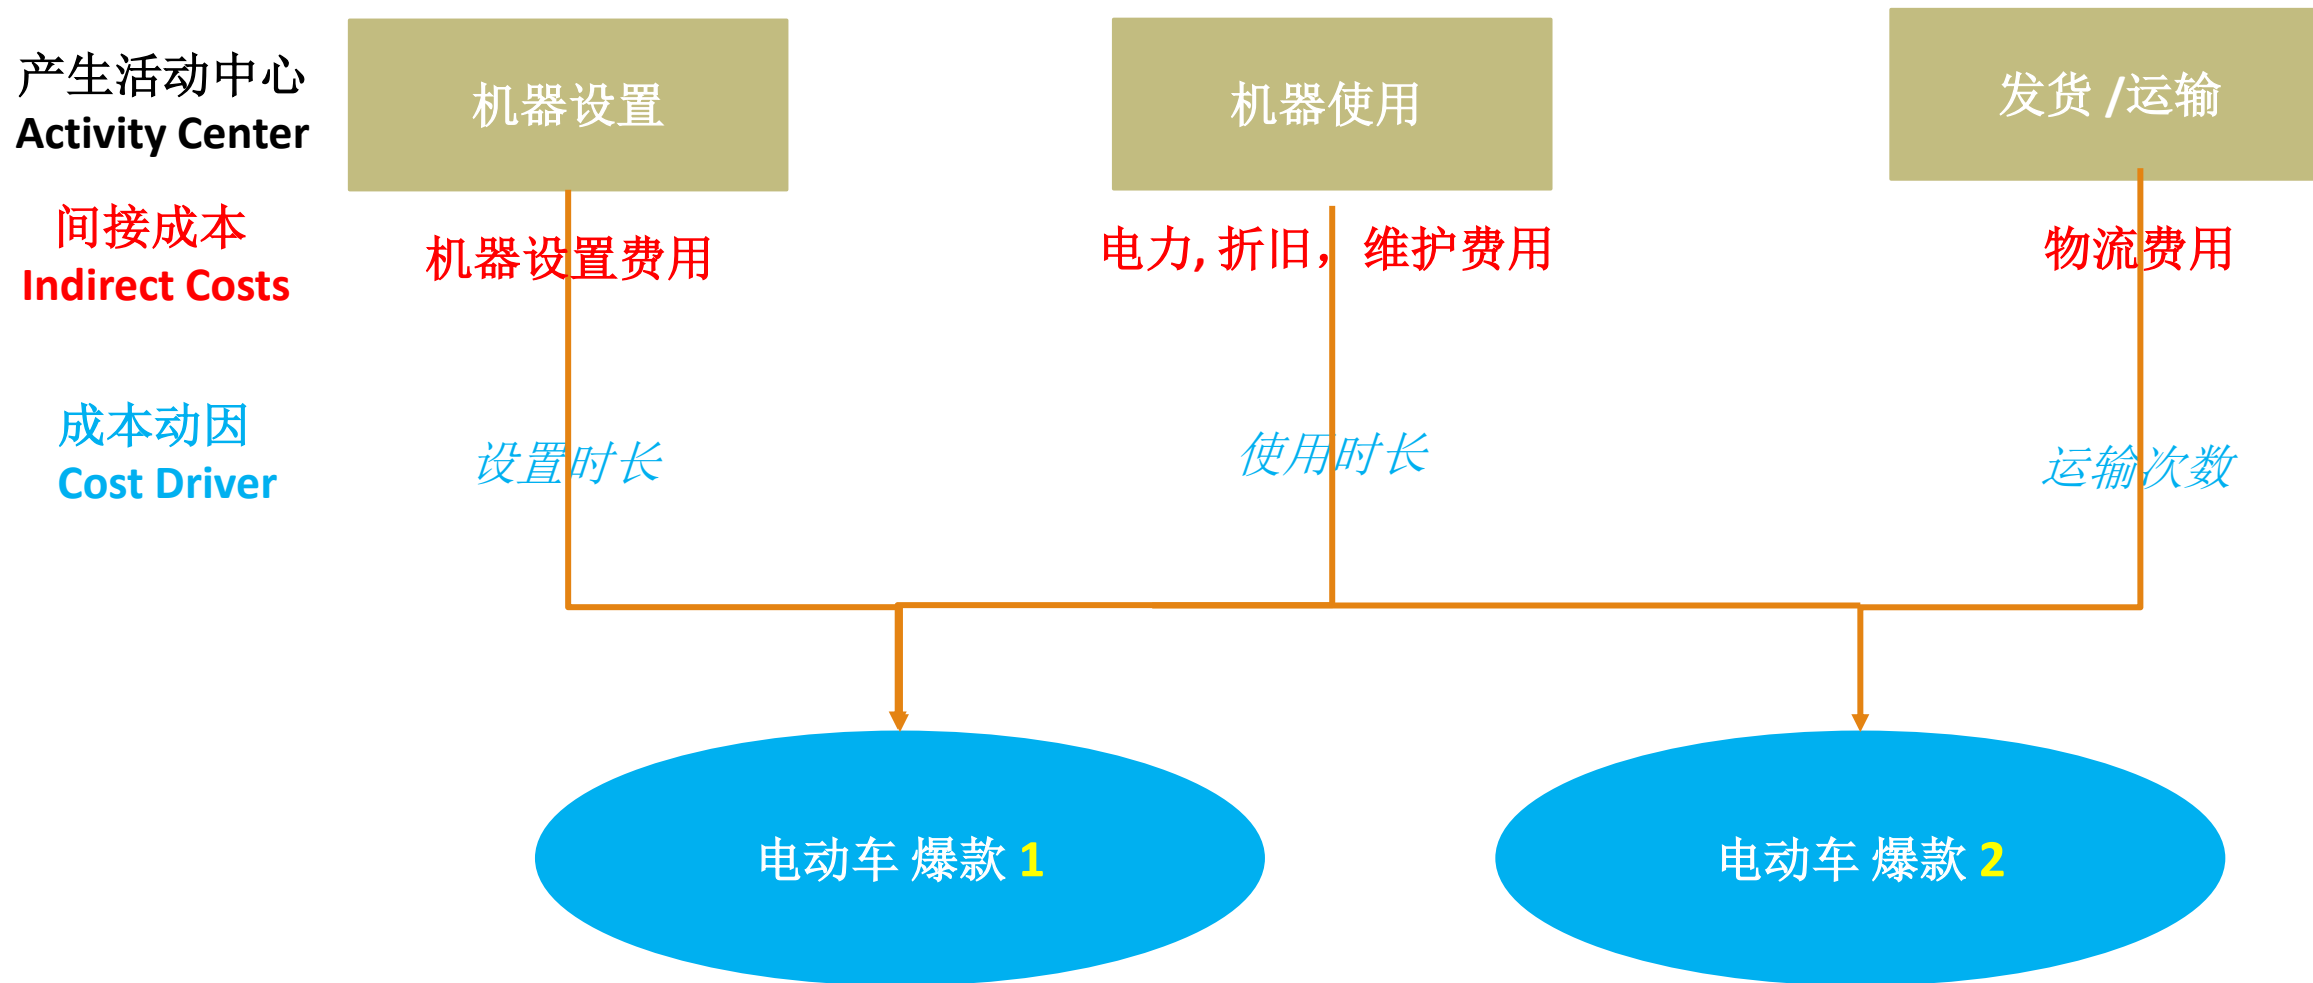 产生活动中心
Activity Center
机器设置
机器使用
发货 /运输
间接成本
Indirect Costs
机器设置费用
电力, 折旧， 维护费用
物流费用
成本动因
Cost Driver
设置时长
使用时长
运输次数
电动车 爆款 1
电动车 爆款 2